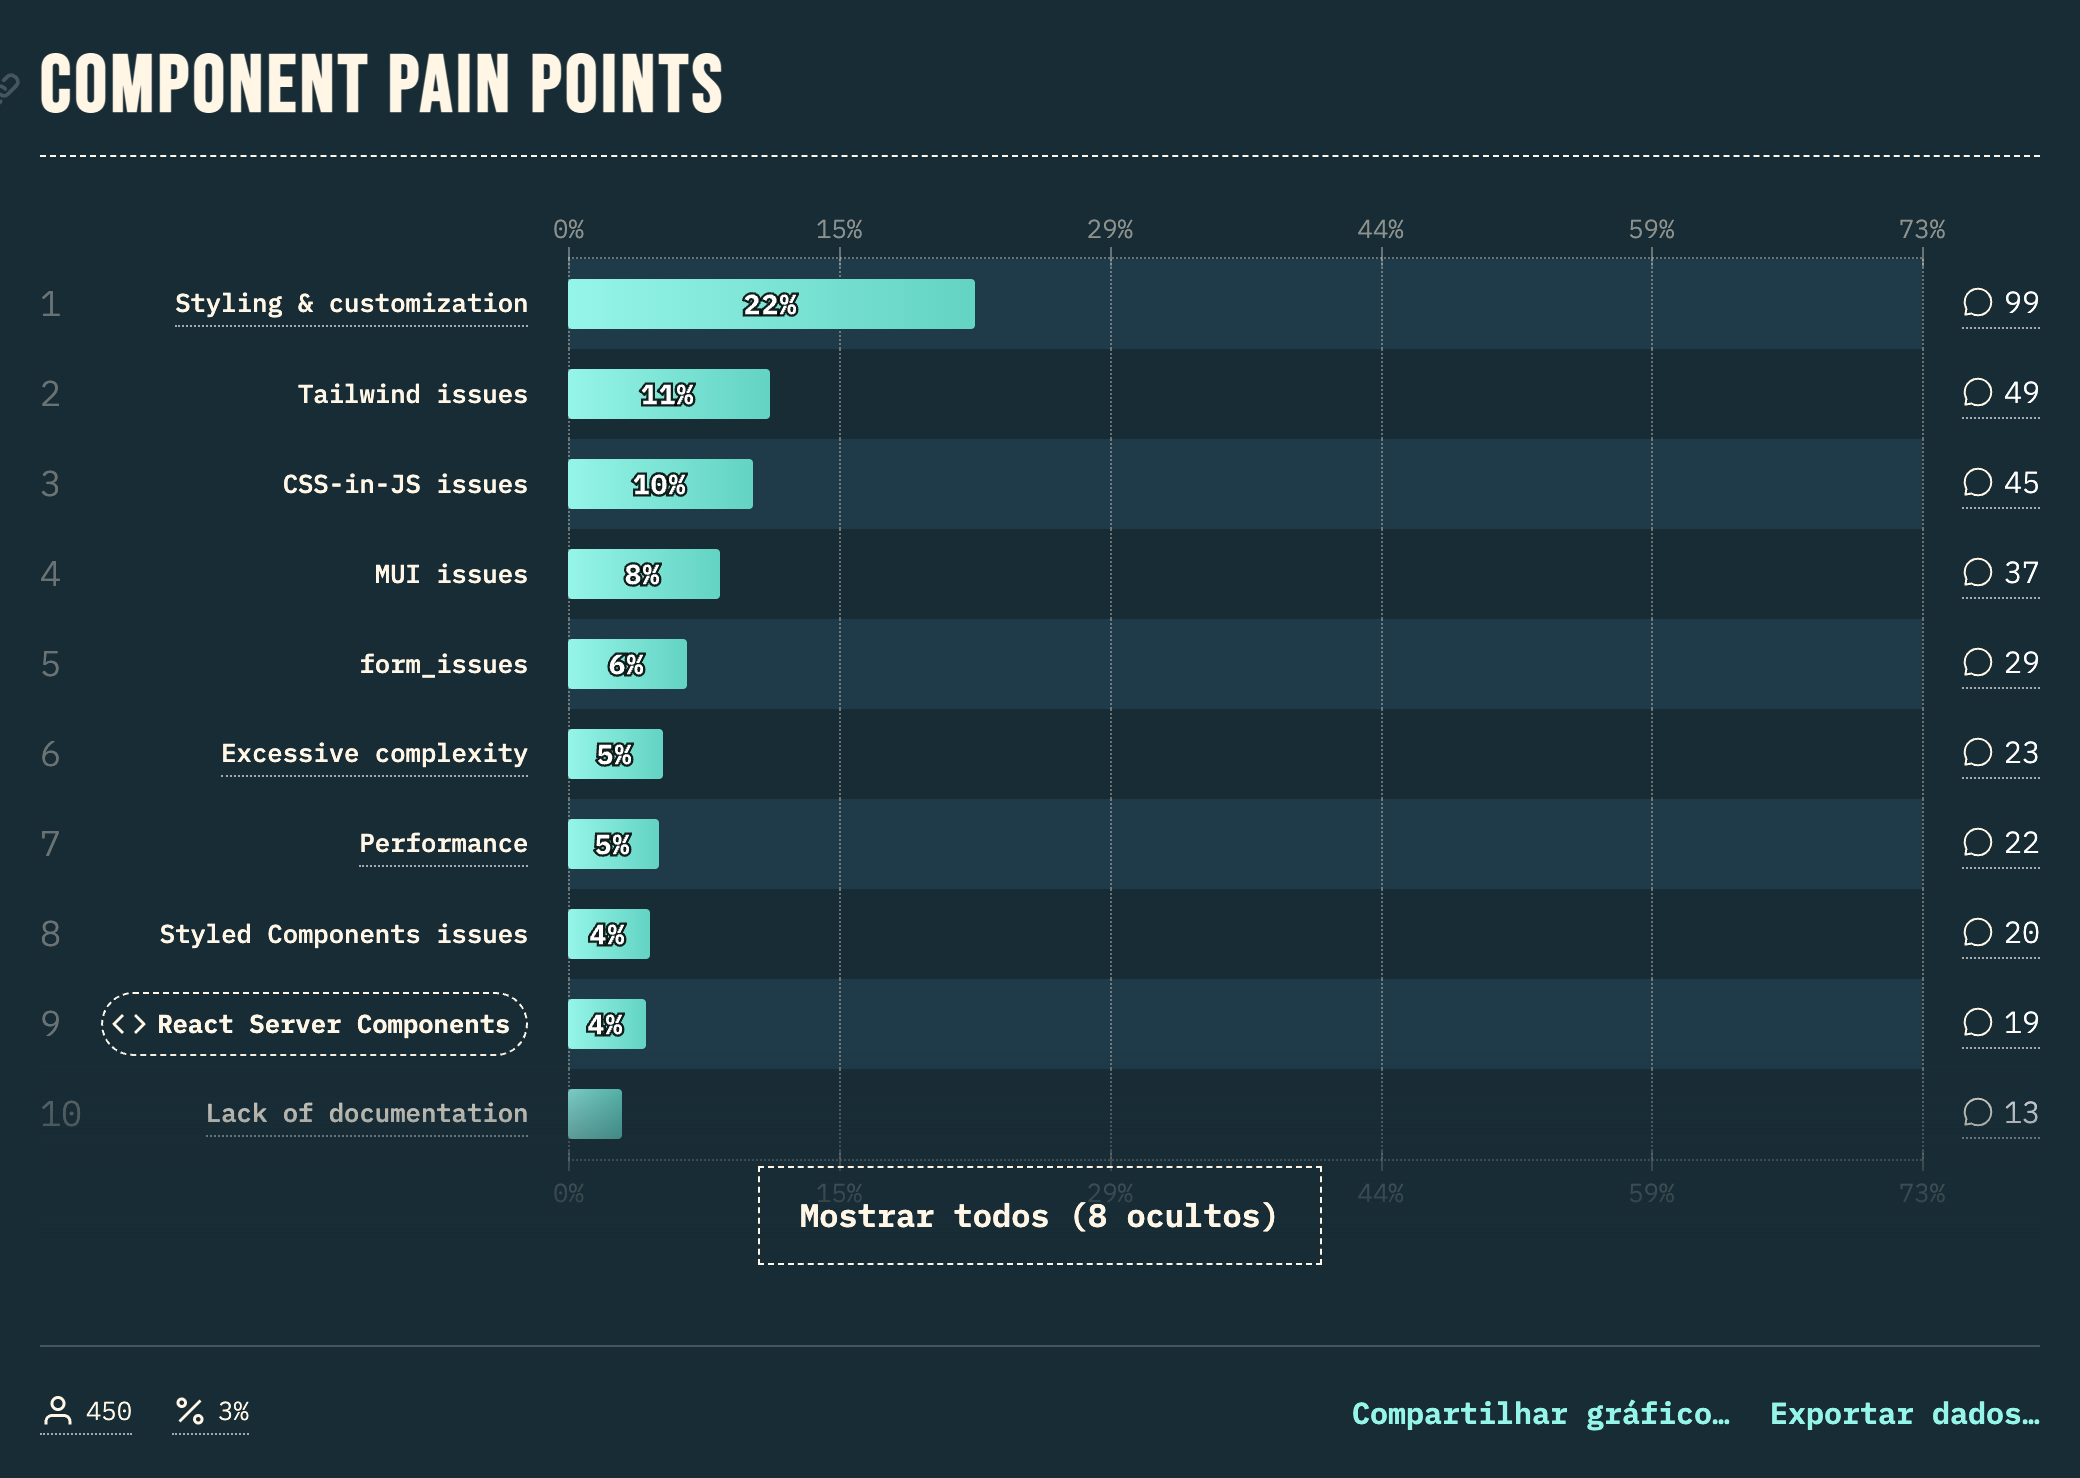 COMPONENT PAIN POINTS
0% 15% 29% 44% 59% 73%
1 Styling & customization 22% 99
2 Tailwind issues 11% 49
3 CSS-in-JS issues 10% 45
4 MUI issues 8% 37
5 form_issues 6% 29
6 Excessive complexity 5% 23
7 Performance 5% 22
8 Styled Components issues 4% 20
9 <> React Server Components 4% 19
10 Lack of documentation 13
0% 15% 29% 44% 59% 73%
Mostrar todos (8 ocultos)
450 % 3% Compartilhar gráfico… Exportar dados…